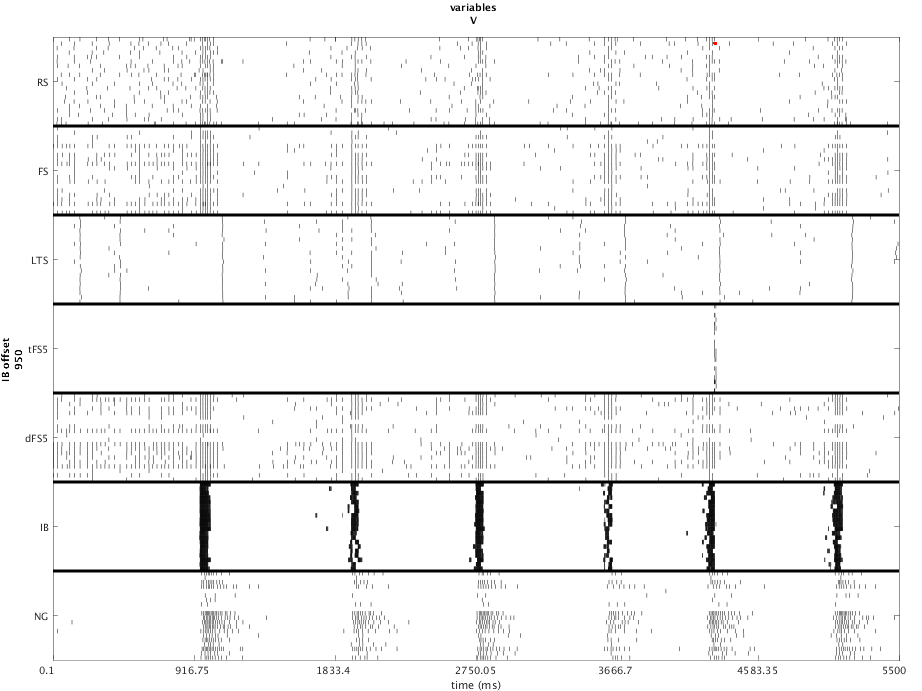 variables
V
RS
FS
LTS
tFS5
dFS5
IB
NG
IB offset
950
0.1
916.75
1833.4
2750.05
3666.7
4583.35
5500
time (ms)